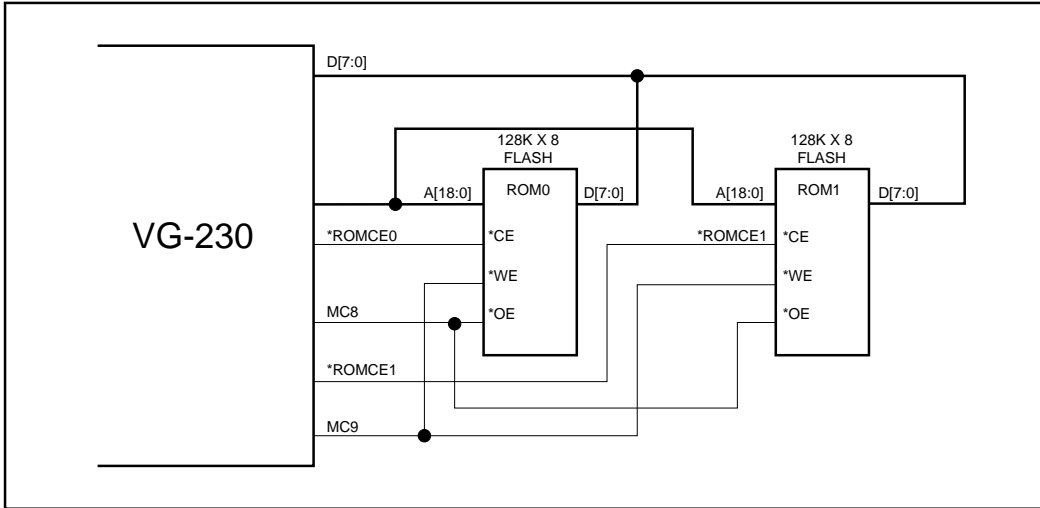 D[7:0]
128K X 8
FLASH
128K X 8
FLASH
A[18:0]
ROM0
D[7:0]
A[18:0]
ROM1
D[7:0]
VG-230
*ROMCE0
*CE
*ROMCE1
*CE
*WE
*WE
MC8
*OE
*OE
*ROMCE1
MC9